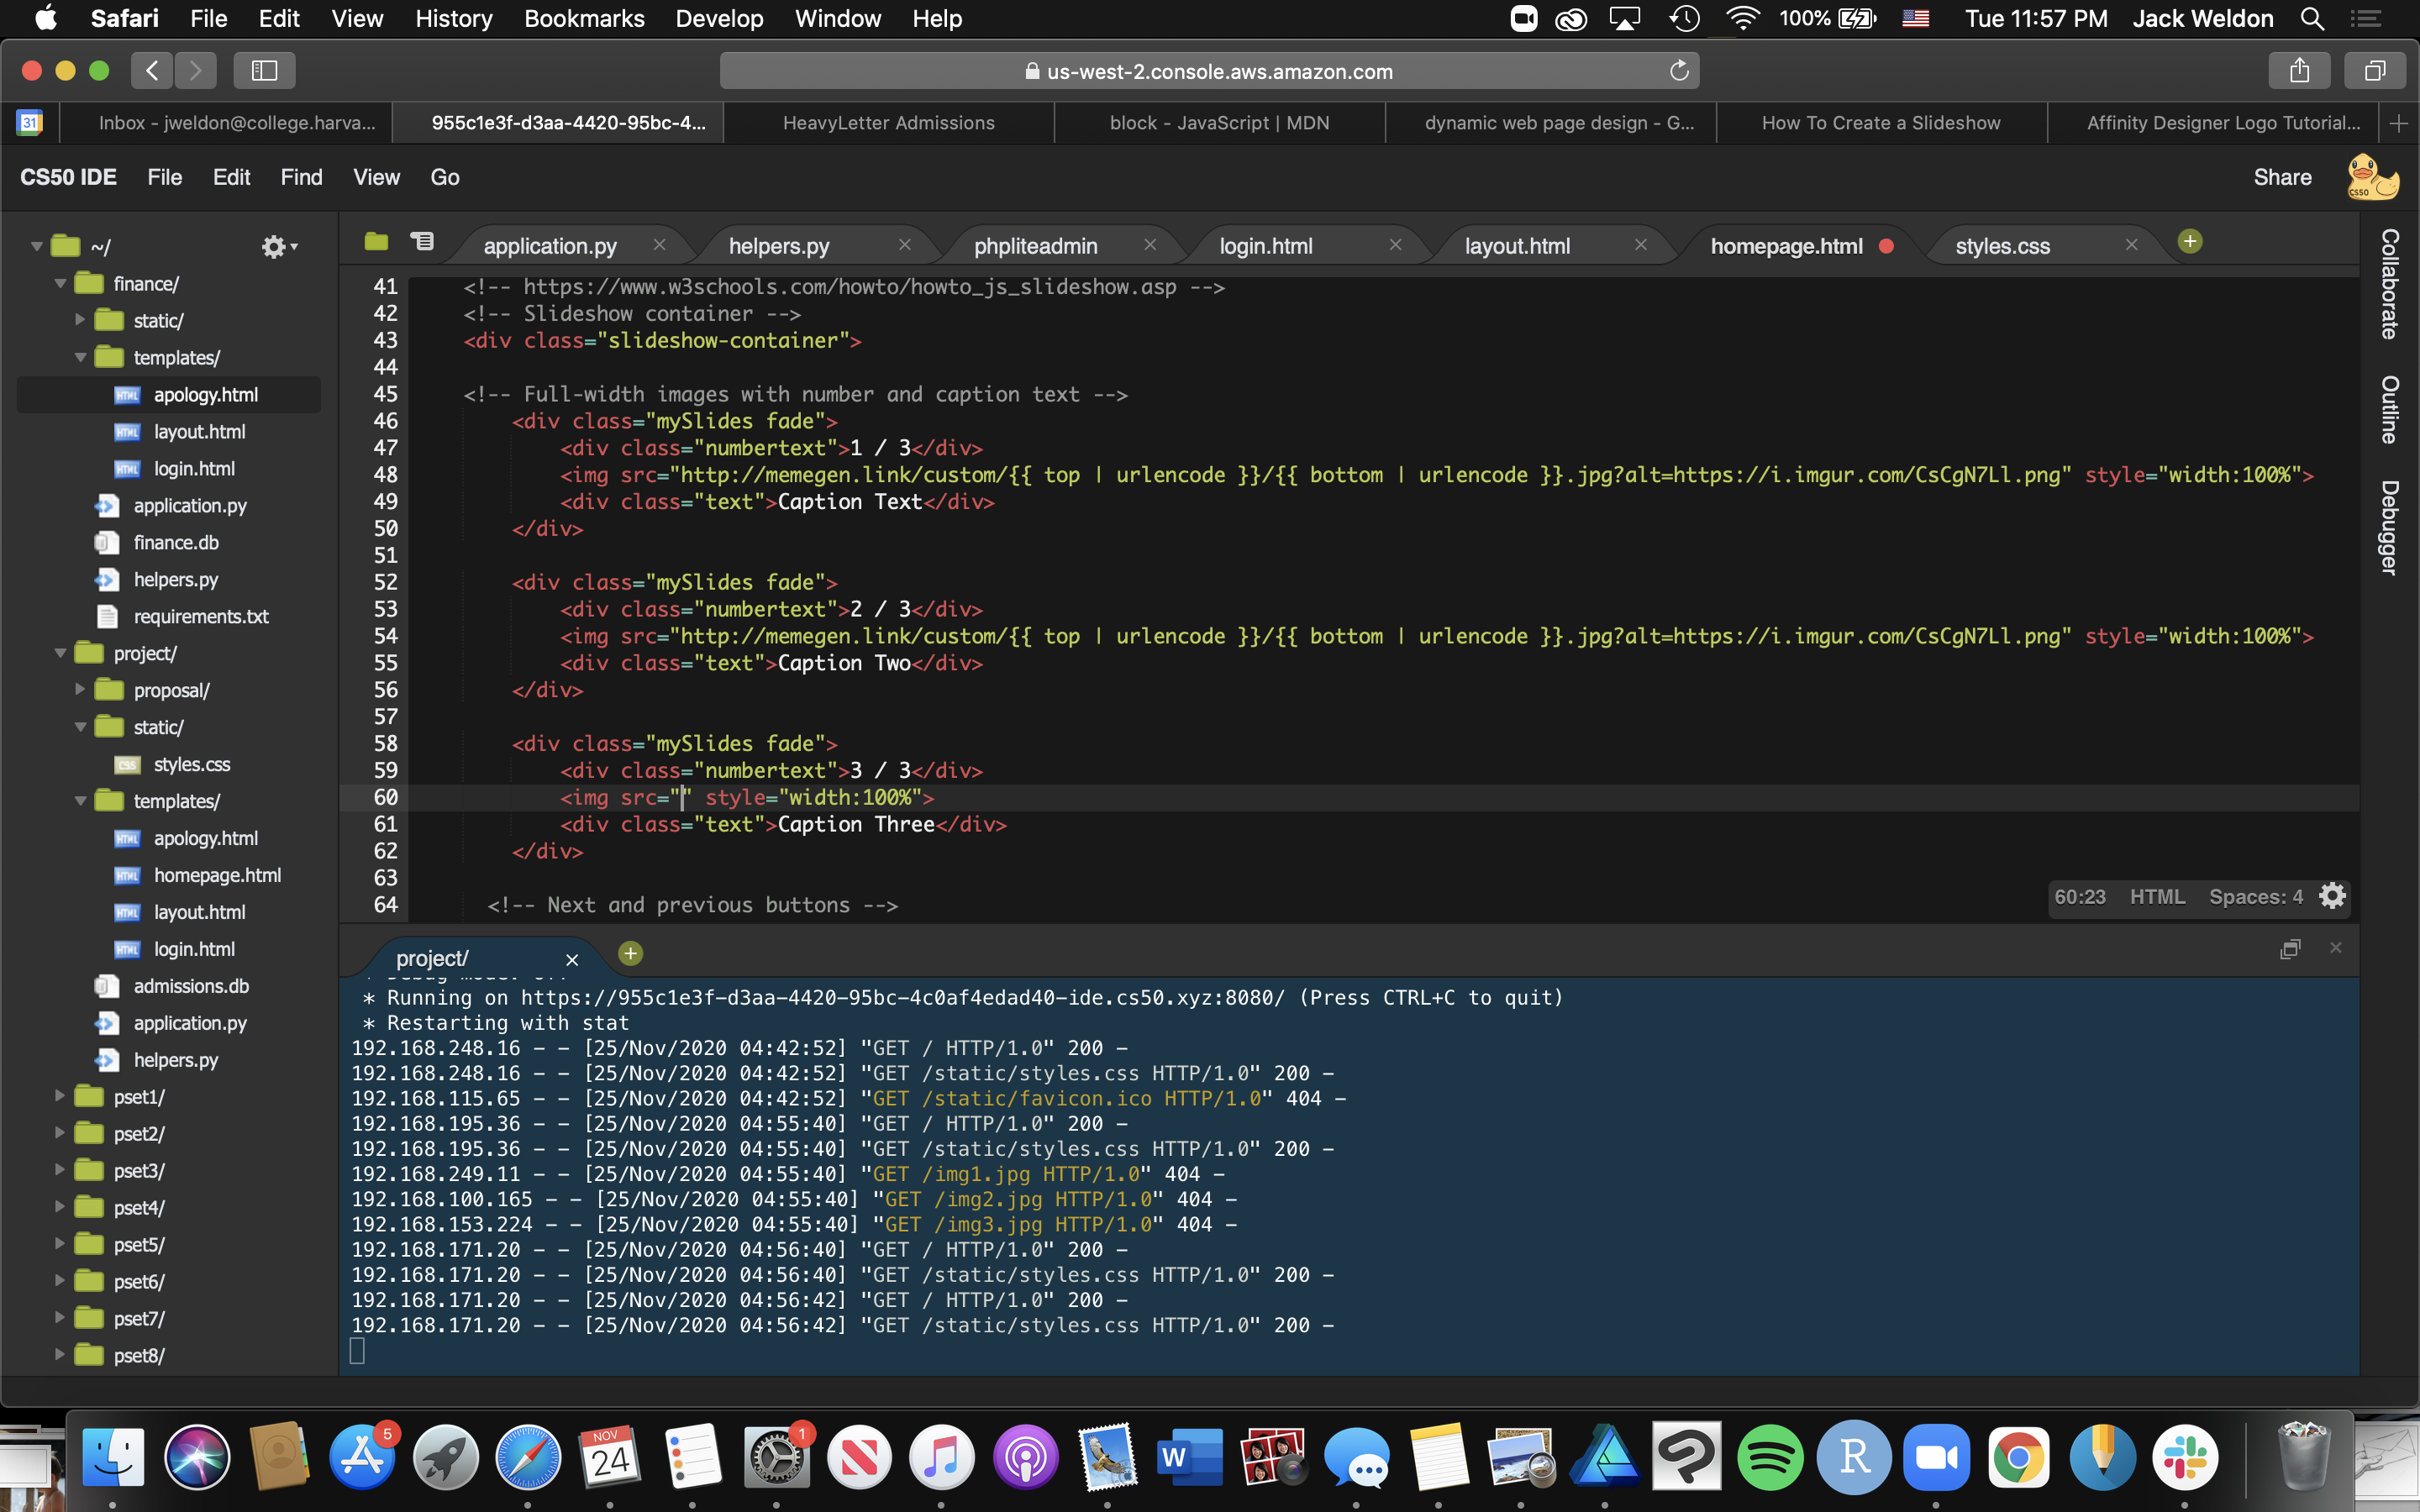 Safari File Edit View History Bookmarks Develop Window Help 100% Tue 11:57 PM Jack Weldon
us-west-2.console.aws.amazon.com
31 Inbox - jweldon@college.harva... 955c1e3f-d3aa-4420-95bc-4... HeavyLetter Admissions block - JavaScript | MDN dynamic web page design - G... How To Create a Slideshow Affinity Designer Logo Tutorial...
CS50 IDE File Edit Find View Go Share CS50
~/
finance/
static/
templates/
apology.html
layout.html
login.html
application.py
finance.db
helpers.py
requirements.txt
project/
proposal/
static/
styles.css
templates/
apology.html
homepage.html
layout.html
login.html
admissions.db
application.py
helpers.py
pset1/
pset2/
pset3/
pset4/
pset5/
pset6/
pset7/
pset8/
application.py helpers.py phpliteadmin login.html layout.html homepage.html styles.css
41 <!-- https://www.w3schools.com/howto/howto_js_slideshow.asp -->
42 <!-- Slideshow container -->
43 <div class="slideshow-container">
44
45 <!-- Full-width images with number and caption text -->
46 <div class="mySlides fade">
47 <div class="numbertext">1 / 3</div>
48 <img src="http://memegen.link/custom/{{ top | urlencode }}/{{ bottom | urlencode }}.jpg?alt=https://i.imgur.com/CsCgN7Ll.png" style="width:100%">
49 <div class="text">Caption Text</div>
50 </div>
51
52 <div class="mySlides fade">
53 <div class="numbertext">2 / 3</div>
54 <img src="http://memegen.link/custom/{{ top | urlencode }}/{{ bottom | urlencode }}.jpg?alt=https://i.imgur.com/CsCgN7Ll.png" style="width:100%">
55 <div class="text">Caption Two</div>
56 </div>
57
58 <div class="mySlides fade">
59 <div class="numbertext">3 / 3</div>
60 <img src="" style="width:100%">
61 <div class="text">Caption Three</div>
62 </div>
63
64 <!-- Next and previous buttons -->
60:23 HTML Spaces: 4
Collaborate
Outline
Debugger
project/
* Running on https://955c1e3f-d3aa-4420-95bc-4c0af4edad40-ide.cs50.xyz:8080/ (Press CTRL+C to quit)
* Restarting with stat
192.168.248.16 - - [25/Nov/2020 04:42:52] "GET / HTTP/1.0" 200 -
192.168.248.16 - - [25/Nov/2020 04:42:52] "GET /static/styles.css HTTP/1.0" 200 -
192.168.115.65 - - [25/Nov/2020 04:42:52] "GET /static/favicon.ico HTTP/1.0" 404 -
192.168.195.36 - - [25/Nov/2020 04:55:40] "GET / HTTP/1.0" 200 -
192.168.195.36 - - [25/Nov/2020 04:55:40] "GET /static/styles.css HTTP/1.0" 200 -
192.168.249.11 - - [25/Nov/2020 04:55:40] "GET /img1.jpg HTTP/1.0" 404 -
192.168.100.165 - - [25/Nov/2020 04:55:40] "GET /img2.jpg HTTP/1.0" 404 -
192.168.153.224 - - [25/Nov/2020 04:55:40] "GET /img3.jpg HTTP/1.0" 404 -
192.168.171.20 - - [25/Nov/2020 04:56:40] "GET / HTTP/1.0" 200 -
192.168.171.20 - - [25/Nov/2020 04:56:40] "GET /static/styles.css HTTP/1.0" 200 -
192.168.171.20 - - [25/Nov/2020 04:56:42] "GET / HTTP/1.0" 200 -
192.168.171.20 - - [25/Nov/2020 04:56:42] "GET /static/styles.css HTTP/1.0" 200 -
5 NOV 24 1 W R